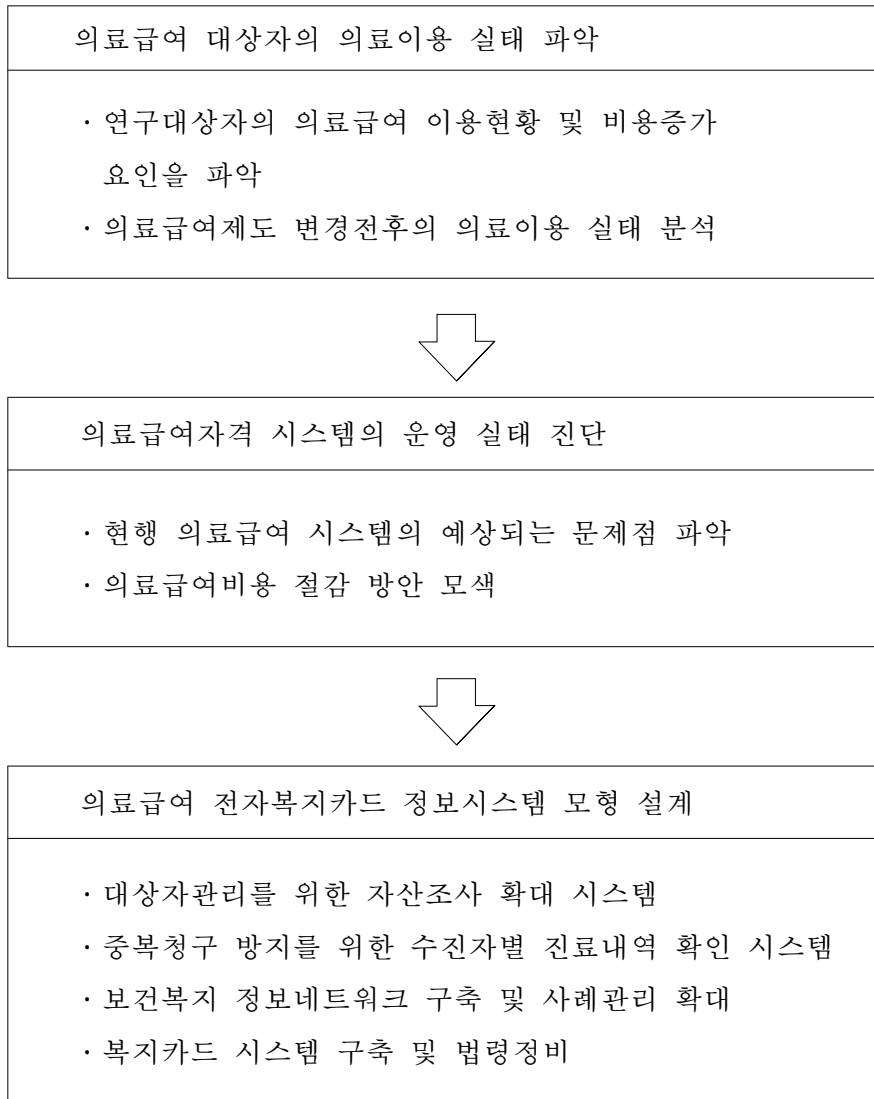 의료급여 대상자의 의료이용 실태 파악
· 연구대상자의 의료급여 이용현황 및 비용증가
요인을 파악
· 의료급여제도 변경전후의 의료이용 실태 분석
의료급여자격 시스템의 운영 실태 진단
· 현행 의료급여 시스템의 예상되는 문제점 파악
· 의료급여비용 절감 방안 모색
의료급여 전자복지카드 정보시스템 모형 설계
· 대상자관리를 위한 자산조사 확대 시스템
· 중복청구 방지를 위한 수진자별 진료내역 확인 시스템
· 보건복지 정보네트워크 구축 및 사례관리 확대
· 복지카드 시스템 구축 및 법령정비